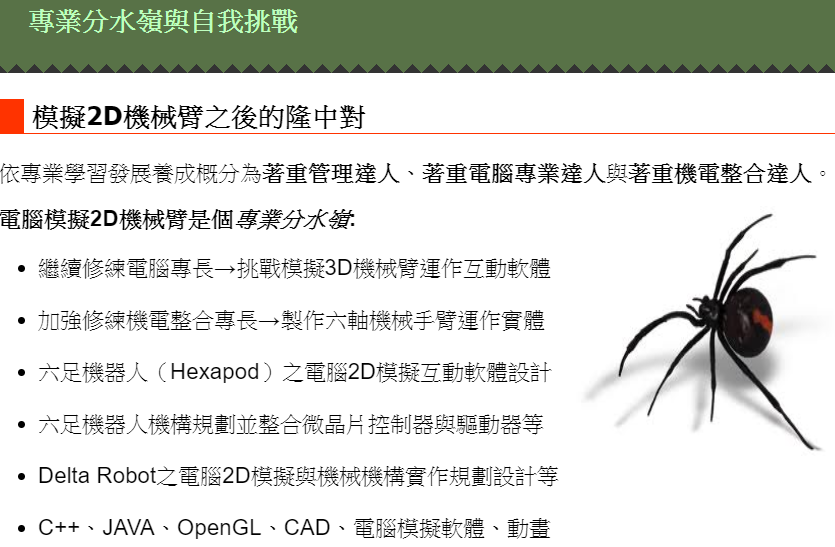 專業分水嶺與自我挑戰
模擬2D機械臂之後的隆中對
依專業學習發展養成概分為著重管理達人、著重電腦專業達人與著重機電整合達人。
電腦模擬2D機械臂是個專業分水嶺:
• 繼續修練電腦專長→挑戰模擬3D機械臂運作互動軟體
• 加強修練機電整合專長→製作六軸機械手臂運作實體
• 六足機器人（Hexapod）之電腦2D模擬互動軟體設計
• 六足機器人機構規劃並整合微晶片控制器與驅動器等
• Delta Robot之電腦2D模擬與機械機構實作規劃設計等
• C++、JAVA、OpenGL、CAD、電腦模擬軟體、動畫